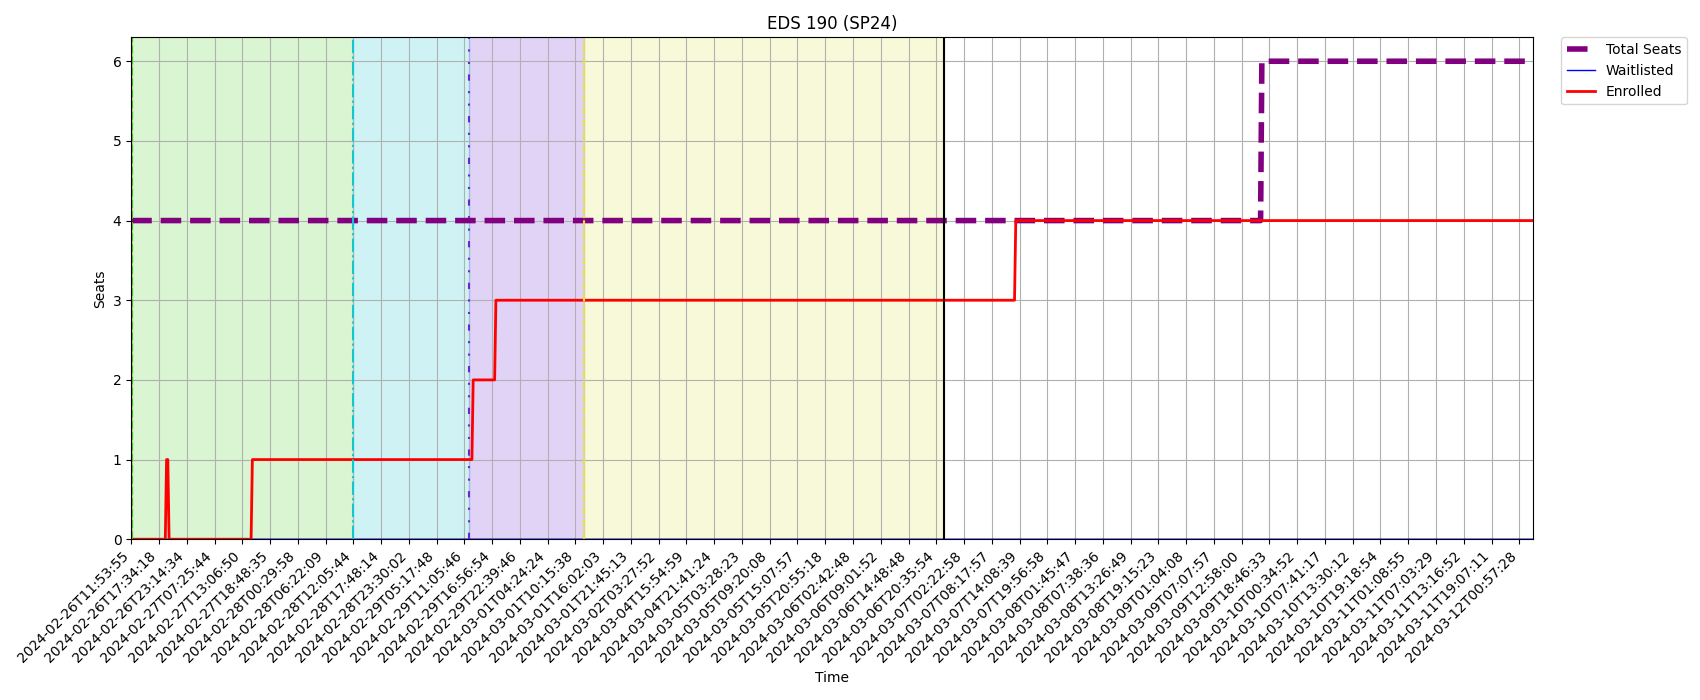 EDS 190 (SP24)
Total Seats
Waitlisted
Enrolled
Seats
6
5
4
3
2
1
0
2024-02-26T11:53:55
2024-02-26T17:34:18
2024-02-26T23:14:34
2024-02-27T07:25:44
2024-02-27T13:06:50
2024-02-27T18:48:35
2024-02-28T00:29:58
2024-02-28T06:22:09
2024-02-28T12:05:44
2024-02-28T17:48:14
2024-02-28T23:30:02
2024-02-29T05:17:48
2024-02-29T11:05:46
2024-02-29T16:56:54
2024-02-29T22:39:46
2024-03-01T04:24:24
2024-03-01T10:15:38
2024-03-01T16:02:03
2024-03-01T21:45:13
2024-03-02T03:27:52
2024-03-04T15:54:59
2024-03-04T21:41:24
2024-03-05T03:28:23
2024-03-05T09:20:08
2024-03-05T15:07:57
2024-03-05T20:55:18
2024-03-06T02:42:48
2024-03-06T09:01:52
2024-03-06T14:48:48
2024-03-06T20:35:54
2024-03-07T02:22:58
2024-03-07T08:17:57
2024-03-07T14:08:39
2024-03-07T19:56:58
2024-03-08T01:45:47
2024-03-08T07:38:36
2024-03-08T13:26:49
2024-03-08T19:15:23
2024-03-09T01:04:08
2024-03-09T07:07:57
2024-03-09T12:58:00
2024-03-09T18:46:33
2024-03-10T00:34:52
2024-03-10T07:41:17
2024-03-10T13:30:12
2024-03-10T19:18:54
2024-03-11T01:08:55
2024-03-11T07:03:29
2024-03-11T13:16:52
2024-03-11T19:07:11
2024-03-12T00:57:28
Time